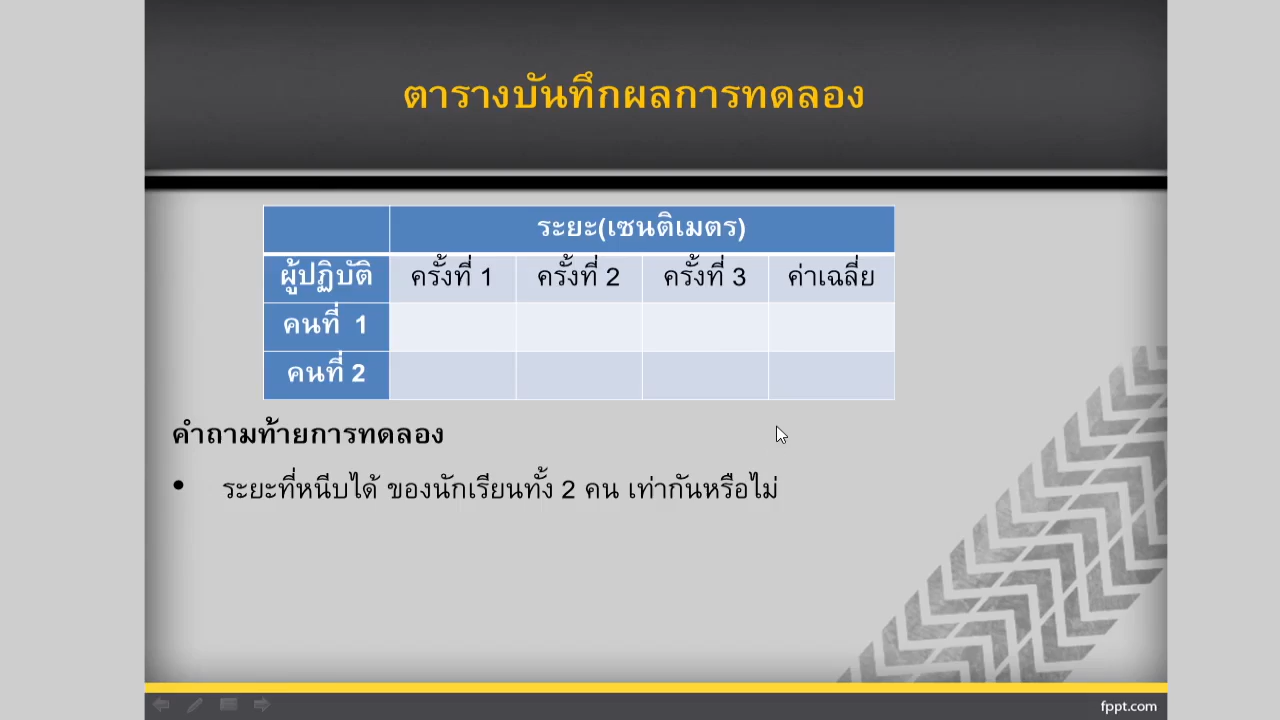 ตารางบันทึกผลการทดลอง
ระยะ(เซนติเมตร)
ผู้ปฏิบัติ ครั้งที่ 1 ครั้งที่ 2 ครั้งที่ 3 ค่าเฉลี่ย
คนที่ 1
คนที่ 2
คำถามท้ายการทดลอง
• ระยะที่หนีบได้ ของนักเรียนทั้ง 2 คน เท่ากันหรือไม่
fppt.com